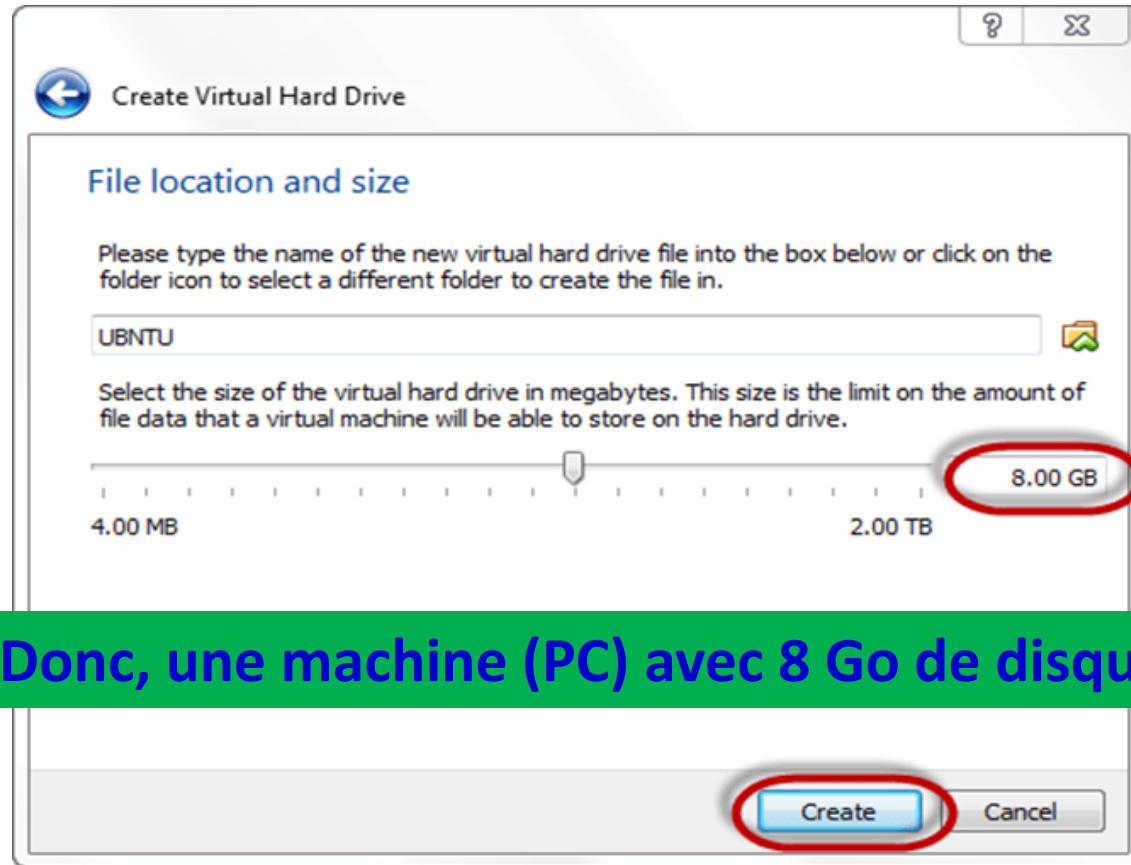 Create Virtual Hard Drive
File location and size
Please type the name of the new virtual hard drive file into the box below or click on the
folder icon to select a different folder to create the file in.
UBNTU
Select the size of the virtual hard drive in megabytes. This size is the limit on the amount of
file data that a virtual machine will be able to store on the hard drive.
8.00 GB
4.00 MB 2.00 TB
Donc, une machine (PC) avec 8 Go de disqu
Create Cancel